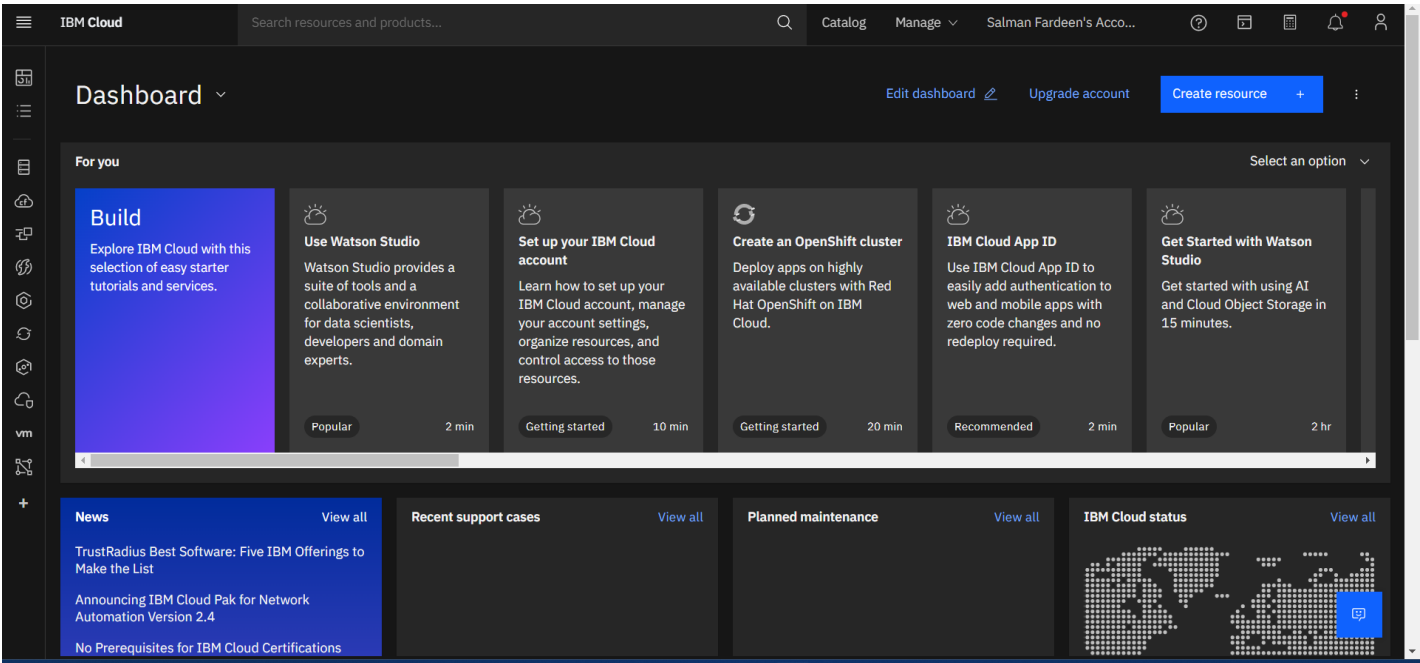 IBM Cloud
Search resources and products...
Catalog
Manage
Salman Fardeen's Acco...
Dashboard
Edit dashboard
Upgrade account
Create resource +
For you
Select an option
Build
Explore IBM Cloud with this
selection of easy starter
tutorials and services.
Use Watson Studio
Watson Studio provides a
suite of tools and a
collaborative environment
for data scientists,
developers and domain
experts.
Popular
2 min
Set up your IBM Cloud
account
Learn how to set up your
IBM Cloud account, manage
your account settings,
organize resources, and
control access to those
resources.
Getting started
10 min
Create an OpenShift cluster
Deploy apps on highly
available clusters with Red
Hat OpenShift on IBM
Cloud.
Getting started
20 min
IBM Cloud App ID
Use IBM Cloud App ID to
easily add authentication to
web and mobile apps with
zero code changes and no
redeploy required.
Recommended
2 min
Get Started with Watson
Studio
Get started with using AI
and Cloud Object Storage in
15 minutes.
Popular
2 hr
vm
+
News
View all
TrustRadius Best Software: Five IBM Offerings to
Make the List
Announcing IBM Cloud Pak for Network
Automation Version 2.4
No Prerequisites for IBM Cloud Certifications
Recent support cases
View all
Planned maintenance
View all
IBM Cloud status
View all